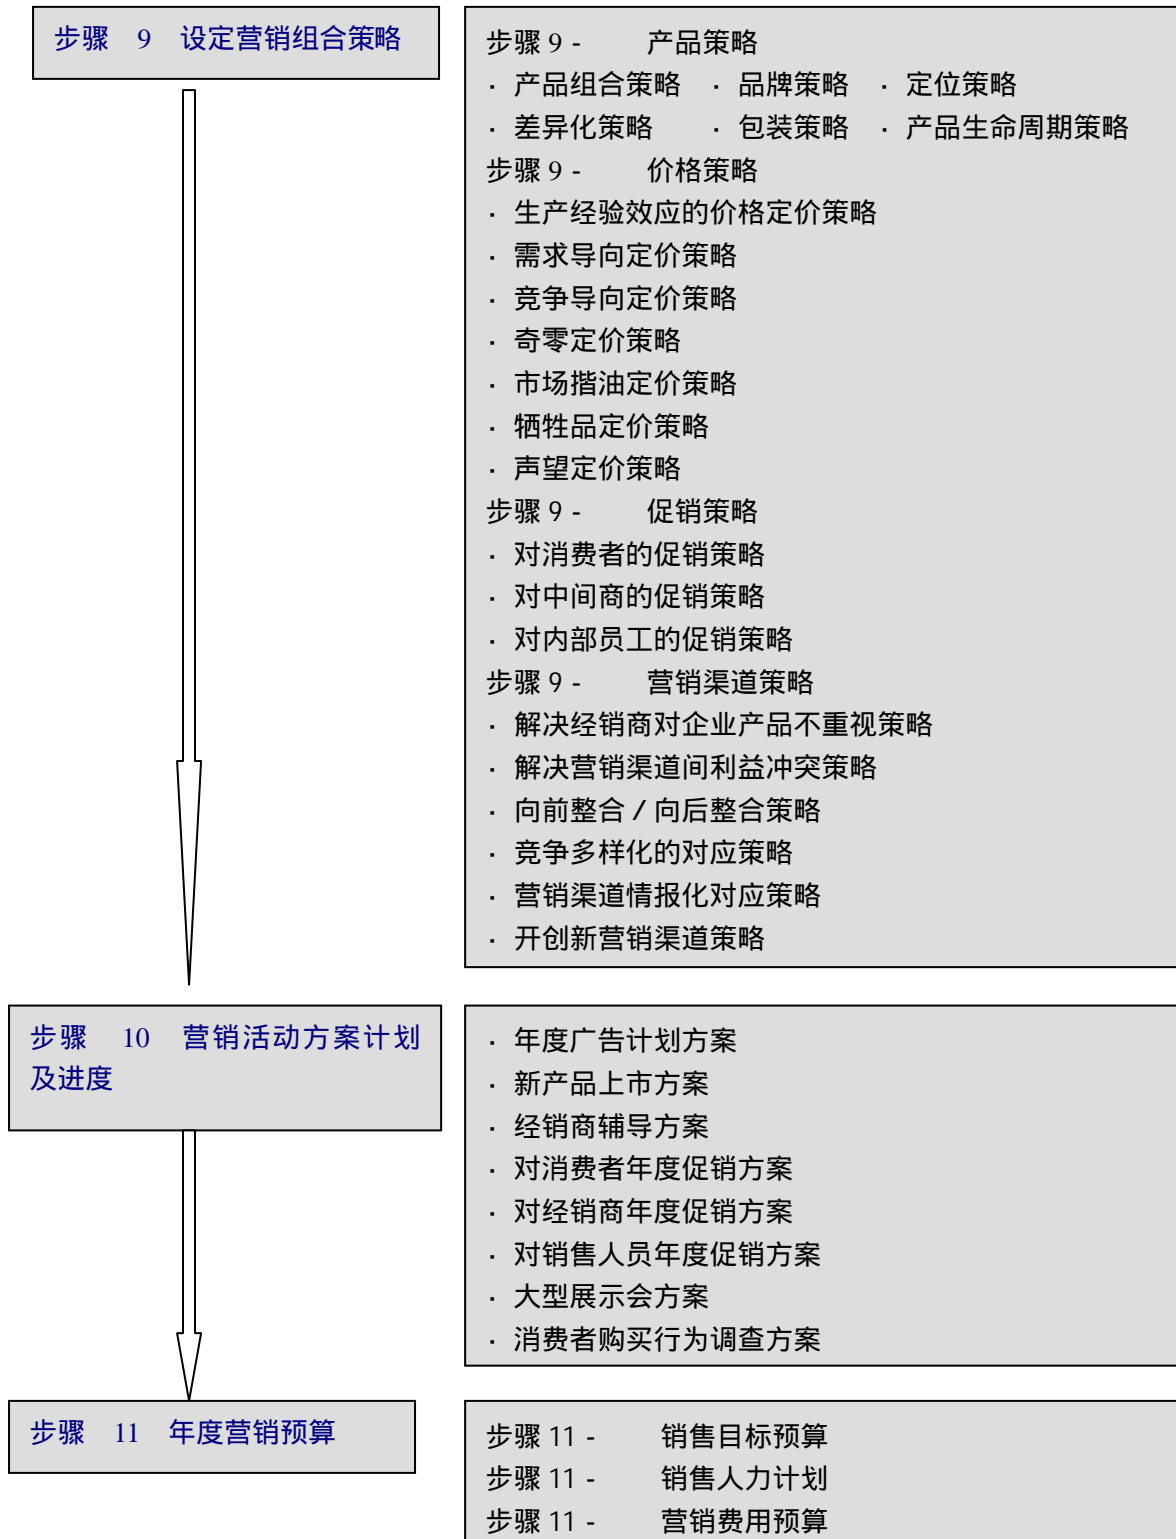 步骤 9 设定营销组合策略
步骤 9 - 产品策略
· 产品组合策略 · 品牌策略 · 定位策略
· 差异化策略 · 包装策略 · 产品生命周期策略
步骤 9 - 价格策略
· 生产经验效应的价格定价策略
· 需求导向定价策略
· 竞争导向定价策略
· 奇零定价策略
· 市场揩油定价策略
· 牺牲品定价策略
· 声望定价策略
步骤 9 - 促销策略
· 对消费者的促销策略
· 对中间商的促销策略
· 对内部员工的促销策略
步骤 9 - 营销渠道策略
· 解决经销商对企业产品不重视策略
· 解决营销渠道间利益冲突策略
· 向前整合 / 向后整合策略
· 竞争多样化的对应策略
· 营销渠道情报化对应策略
· 开创新营销渠道策略
步骤 10 营销活动方案计划
及进度
· 年度广告计划方案
· 新产品上市方案
· 经销商辅导方案
· 对消费者年度促销方案
· 对经销商年度促销方案
· 对销售人员年度促销方案
· 大型展示会方案
· 消费者购买行为调查方案
步骤 11 年度营销预算
步骤 11 - 销售目标预算
步骤 11 - 销售人力计划
步骤 11 - 营销费用预算